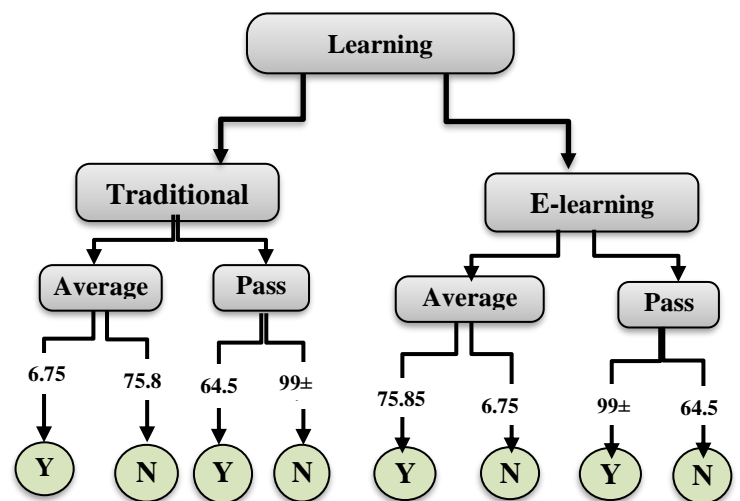 Learning
Traditional
E-learning
Average
Pass
Average
Pass
6.75
75.8
64.5
99±
75.85
6.75
99±
64.5
Y
N
Y
N
Y
N
Y
N